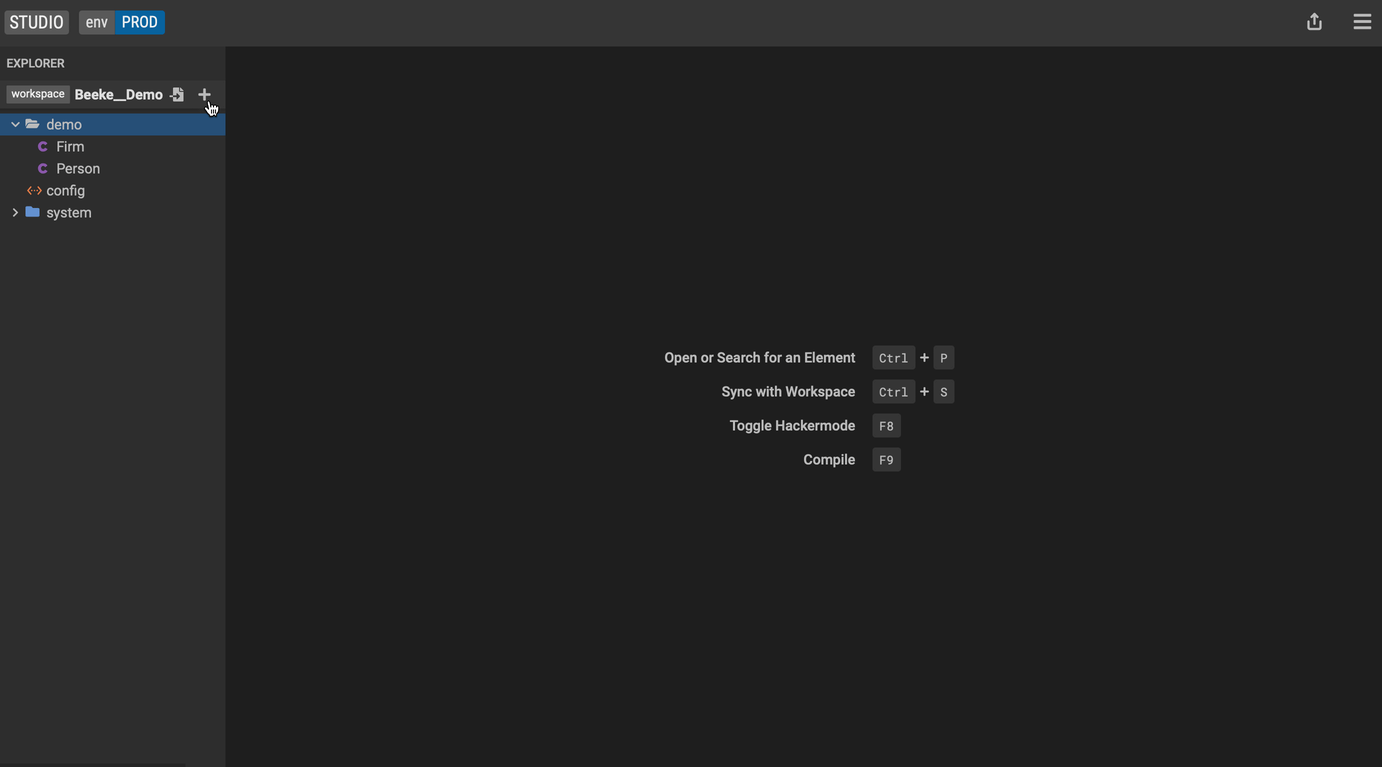 STUDIO env PROD
EXPLORER
workspace Beeke__Demo
demo
C Firm
C Person
config
system
Open or Search for an Element Ctrl + P
Sync with Workspace Ctrl + S
Toggle Hackermode F8
Compile F9